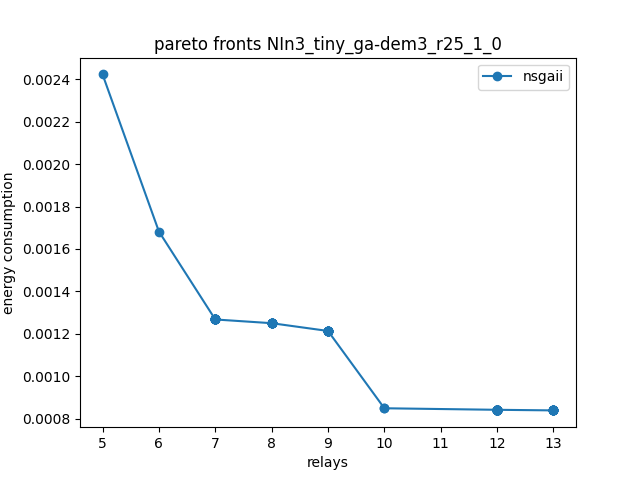 pareto fronts NIn3_tiny_ga-dem3_r25_1_0
nsgaii
energy consumption
0.0024
0.0022
0.0020
0.0018
0.0016
0.0014
0.0012
0.0010
0.0008
5 6 7 8 9 10 11 12 13
relays